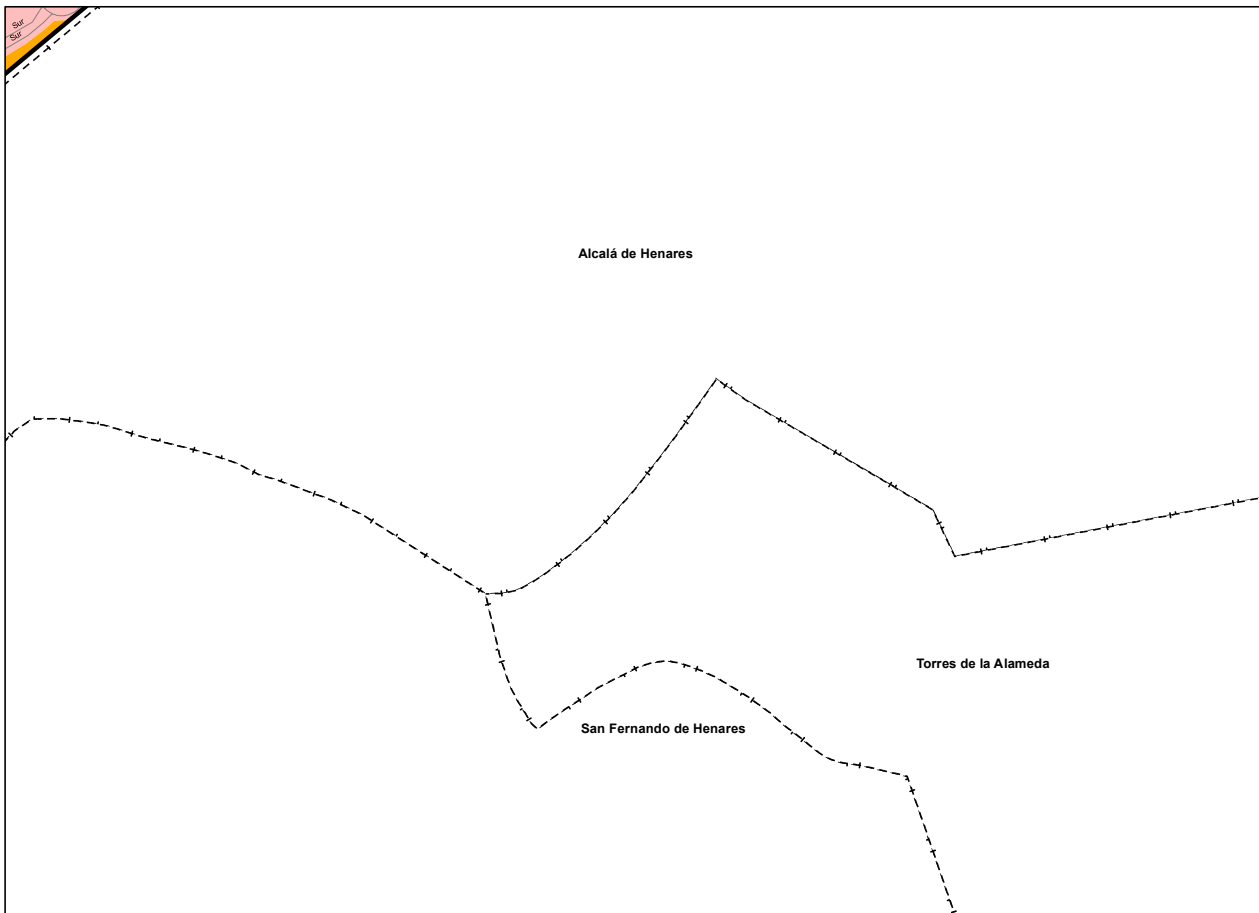 Sur
Sur
Alcalá de Henares
Torres de la Alameda
San Fernando de Henares